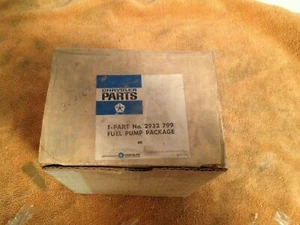 CHRYSLER
PARTS
1-PART No. 2932 799
FUEL PUMP PACKAGE